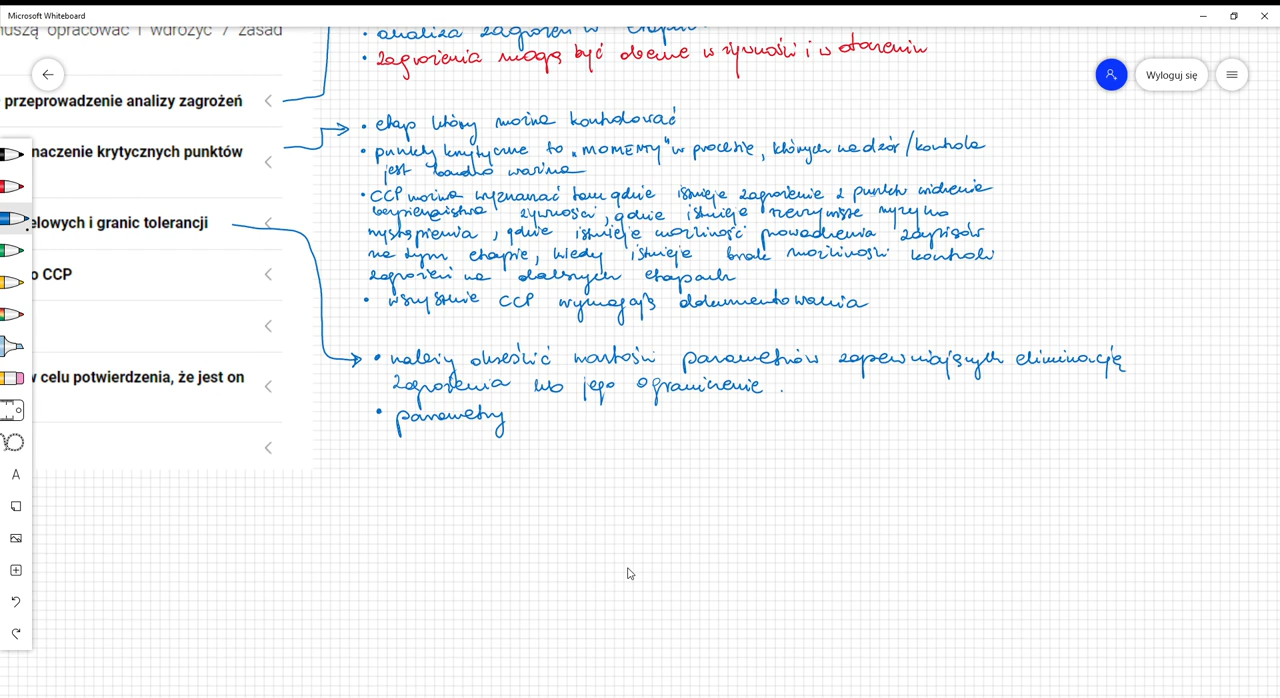 Microsoft Whiteboard
muszą opracować i wdrożyć 7 zasad
• analiza zagrożeń w
• zagrożenia mogą być obecne w żywności i w otoczeniu
Wyloguj się
przeprowadzenie analizy zagrożeń
• etap który można kontrolować
naczenie krytycznych punktów
• punkty krytyczne to „MOMENTY" w procesie, których nadzór/kontrola
jest bardzo ważna
• CCP można wyznaczać tam gdzie istnieje zagrożenie z punktu widzenia
bezpieczeństwa żywności, gdzie istnieje rzeczywiste ryzyko
wystąpienia, gdzie istnieje możliwość prowadzenia zapisów
na tym etapie, kiedy istnieje brak możliwości kontroli
zagrożeń na dalszych etapach
elowych i granic tolerancji
o CCP
• wszystkie CCP wymagają dokumentowania
• należy określić wartości parametrów zapewniających eliminację
zagrożenia lub jego ograniczenie.
w celu potwierdzenia, że jest on
• parametry
A